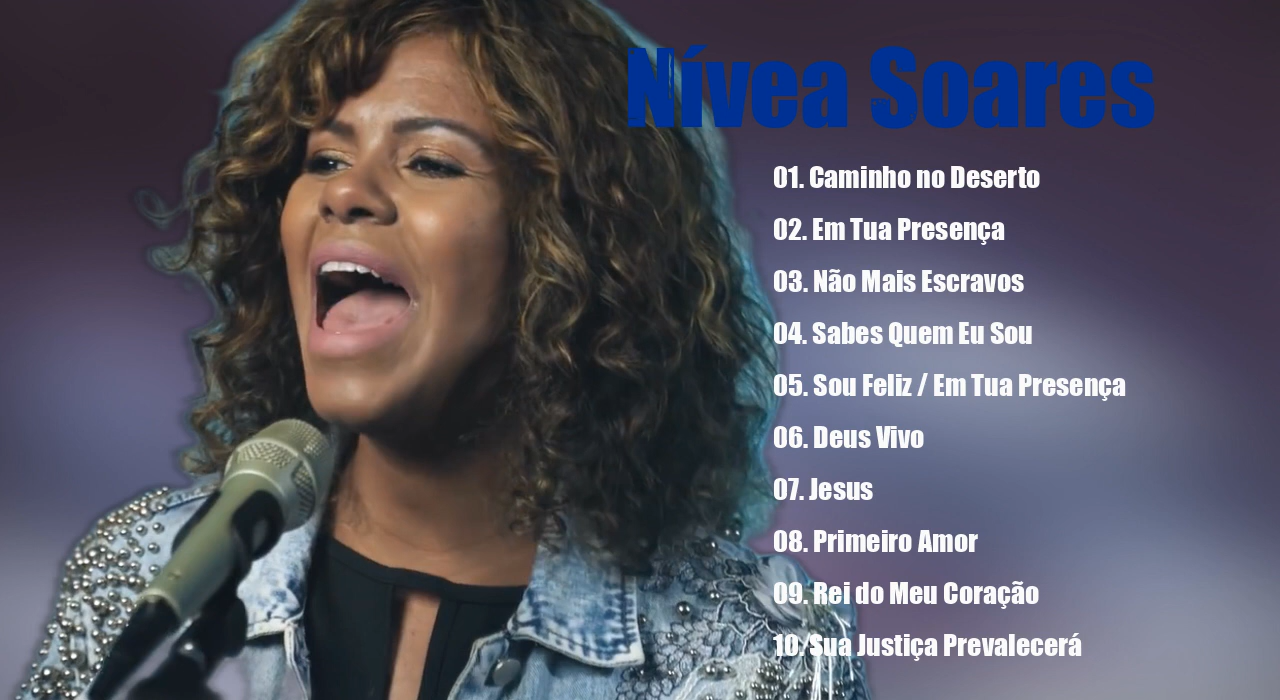 Nívea Soares
01. Caminho no Deserto
02. Em Tua Presença
03. Não Mais Escravos
04. Sabes Quem Eu Sou
05. Sou Feliz / Em Tua Presença
06. Deus Vivo
07. Jesus
08. Primeiro Amor
09. Rei do Meu Coração
10. Sua Justiça Prevalecerá